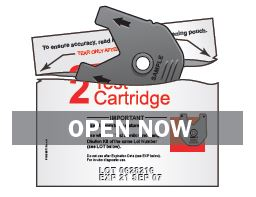 To ensure accuracy, read
ening pouch.
TEAR ONLY AFTER
SAMPLE
2 Test
Cartridge
IMPORTANT
OPEN NOW
Dilution Kit of the same Lot Number
(see LOT below).
Do not use after Expiration Date (see EXP below).
For in vitro diagnostic use.
LOT 0628216
EXP 21 SEP 07